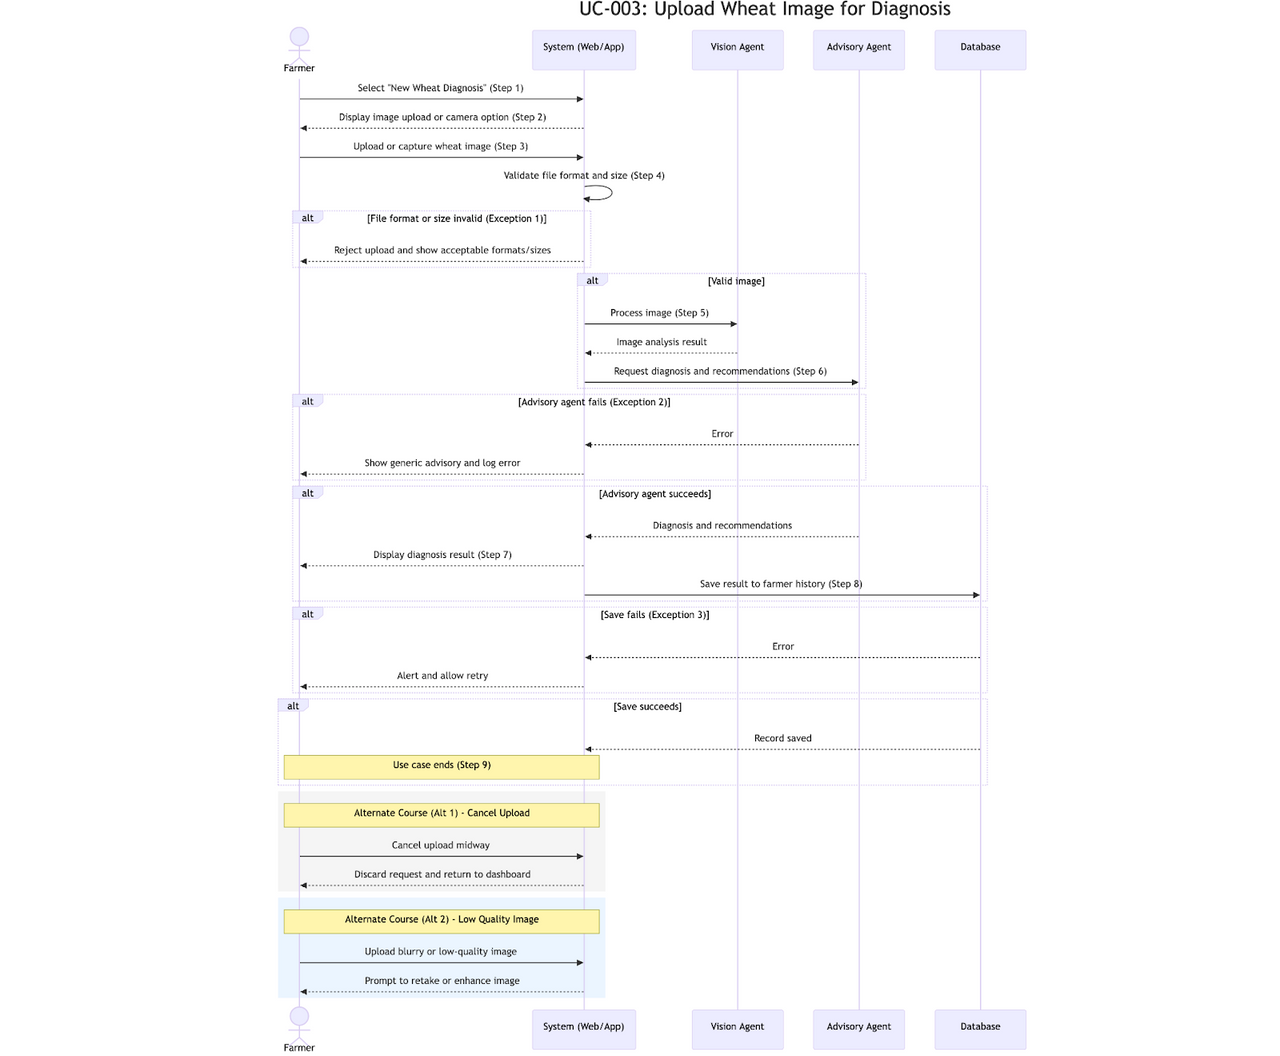 UC-003: Upload Wheat Image for Diagnosis
Farmer
System (Web/App)
Vision Agent
Advisory Agent
Database
Select "New Wheat Diagnosis" (Step 1)
Display image upload or camera option (Step 2)
Upload or capture wheat image (Step 3)
Validate file format and size (Step 4)
alt
[File format or size invalid (Exception 1)]
Reject upload and show acceptable formats/sizes
alt
[Valid image]
Process image (Step 5)
Image analysis result
Request diagnosis and recommendations (Step 6)
alt
[Advisory agent fails (Exception 2)]
Error
Show generic advisory and log error
alt
[Advisory agent succeeds]
Diagnosis and recommendations
Display diagnosis result (Step 7)
Save result to farmer history (Step 8)
alt
[Save fails (Exception 3)]
Error
Alert and allow retry
alt
[Save succeeds]
Record saved
Use case ends (Step 9)
Alternate Course (Alt 1) - Cancel Upload
Cancel upload midway
Discard request and return to dashboard
Alternate Course (Alt 2) - Low Quality Image
Upload blurry or low-quality image
Prompt to retake or enhance image
Farmer
System (Web/App)
Vision Agent
Advisory Agent
Database